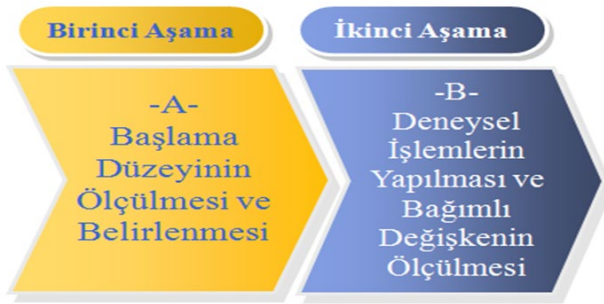 Birinci Aşama
İkinci Aşama
-A-
Başlama
Düzeyinin
Ölçülmesi ve
Belirlenmesi
-B-
Deneysel
İşlemlerin
Yapılması ve
Bağımlı
Değişkenin
Ölçülmesi